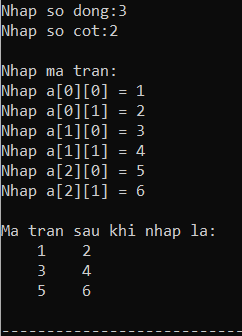 Nhap so dong:3
Nhap so cot:2
Nhap ma tran:
Nhap a[0][0] = 1
Nhap a[0][1] = 2
Nhap a[1][0] = 3
Nhap a[1][1] = 4
Nhap a[2][0] = 5
Nhap a[2][1] = 6
Ma tran sau khi nhap la:
1 2
3 4
5 6
--------------------------